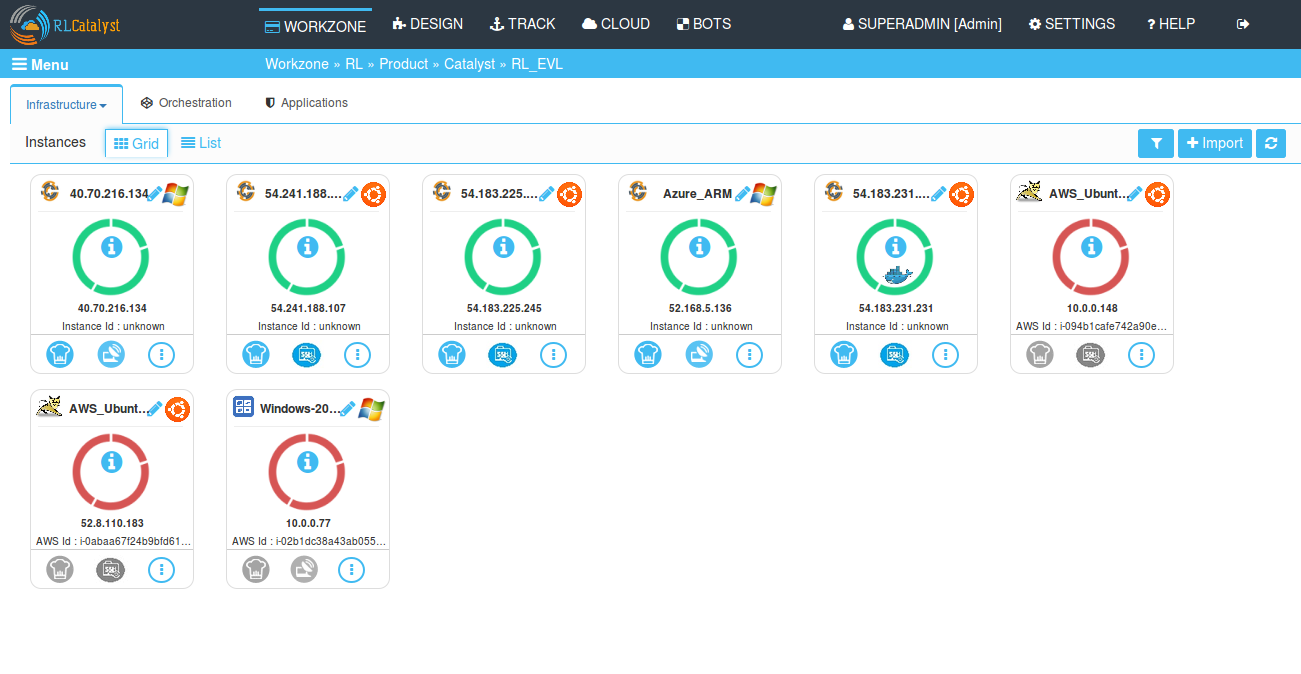 RLCatalyst
WORKZONE
DESIGN
TRACK
CLOUD
BOTS
SUPERADMIN [Admin]
SETTINGS
? HELP
Menu
Workzone » RL » Product » Catalyst » RL_EVL
Infrastructure
Orchestration
Applications
Instances
Grid
List
Import
40.70.216.134
40.70.216.134
Instance Id : unknown
54.241.188....
54.241.188.107
Instance Id : unknown
54.183.225....
54.183.225.245
Instance Id : unknown
Azure_ARM
52.168.5.136
Instance Id : unknown
54.183.231....
54.183.231.231
Instance Id : unknown
AWS_Ubunt...
10.0.0.148
AWS Id : i-094b1cafe742a90e...
AWS_Ubunt...
52.8.110.183
AWS Id : i-0abaa67f24b9bfd61...
Windows-20...
10.0.0.77
AWS Id : i-02b1dc38a43ab055...